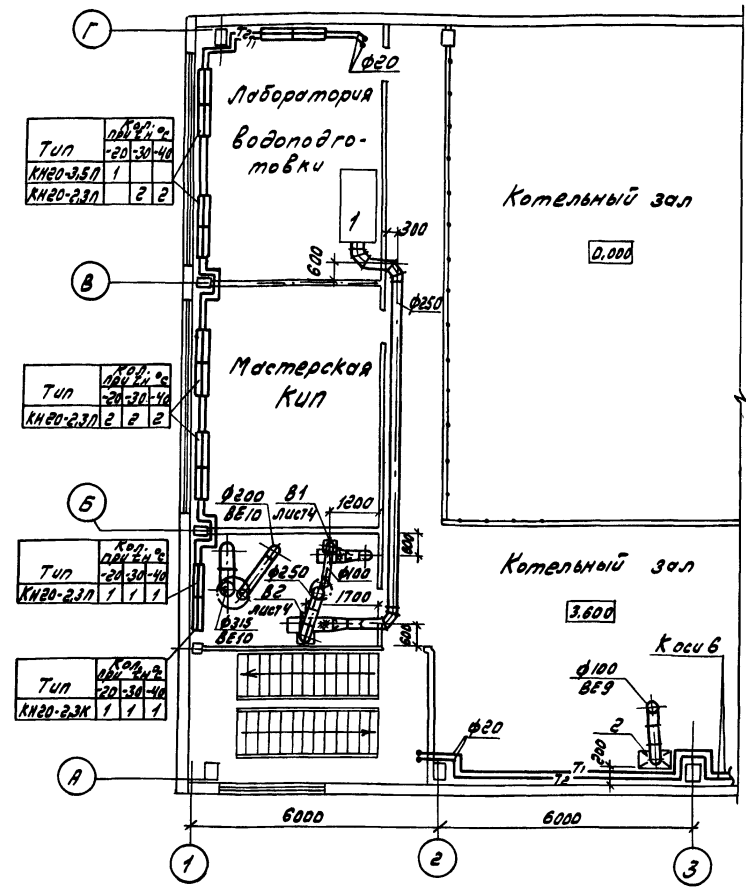 Г
Т2
Т1
ф20
Лаборатория
водоподго-
товки
1
Тип
Кол.
при tн °с
-20 -30 -40
КН20-3,5П 1
КН20-2,3П 2 2
Котельный зал
0,000
300
600
В
ф250
Тип
Кол.
при tн °с
-20 -30 -40
КН20-2,3П 2 2 2
Мастерская
КИП
Б
ф200
ВЕ10
В1
лист4
1200
800
Тип
Кол.
при tн °с
-20 -30 -40
КН20-2,3П 1 1 1
ф250
ф100
В2
лист4
1700
ф315
ВЕ10
600
Котельный зал
3.600
К оси 6
Тип
Кол.
при tн °с
-20 -30 -40
КН20-2,3К 1 1 1
ф100
ВЕ9
2
ф20
200
Т1
Т2
А
6000
6000
1
2
3